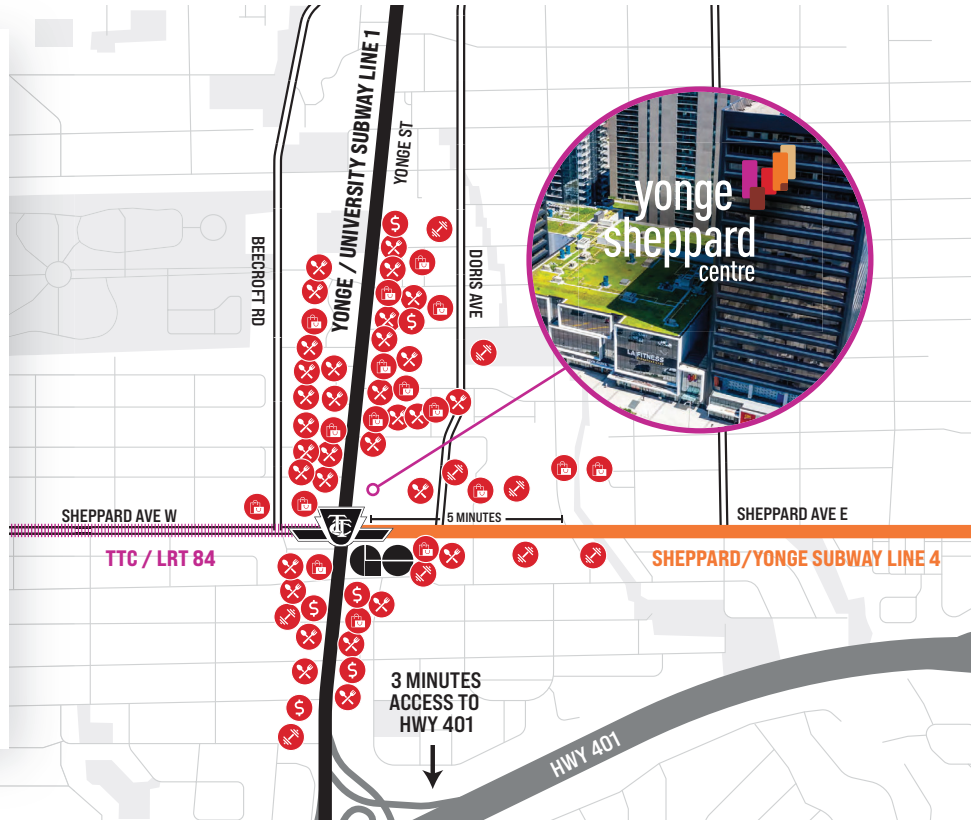 YONGE / UNIVERSITY SUBWAY LINE 1
YONGE ST
BEECROFT RD
DORIS AVE
yonge
sheppard
centre
LA FITNESS
SHEPPARD AVE W
5 MINUTES
SHEPPARD AVE E
TTC
TTC / LRT 84
GO
SHEPPARD/YONGE SUBWAY LINE 4
3 MINUTES
ACCESS TO
HWY 401
HWY 401